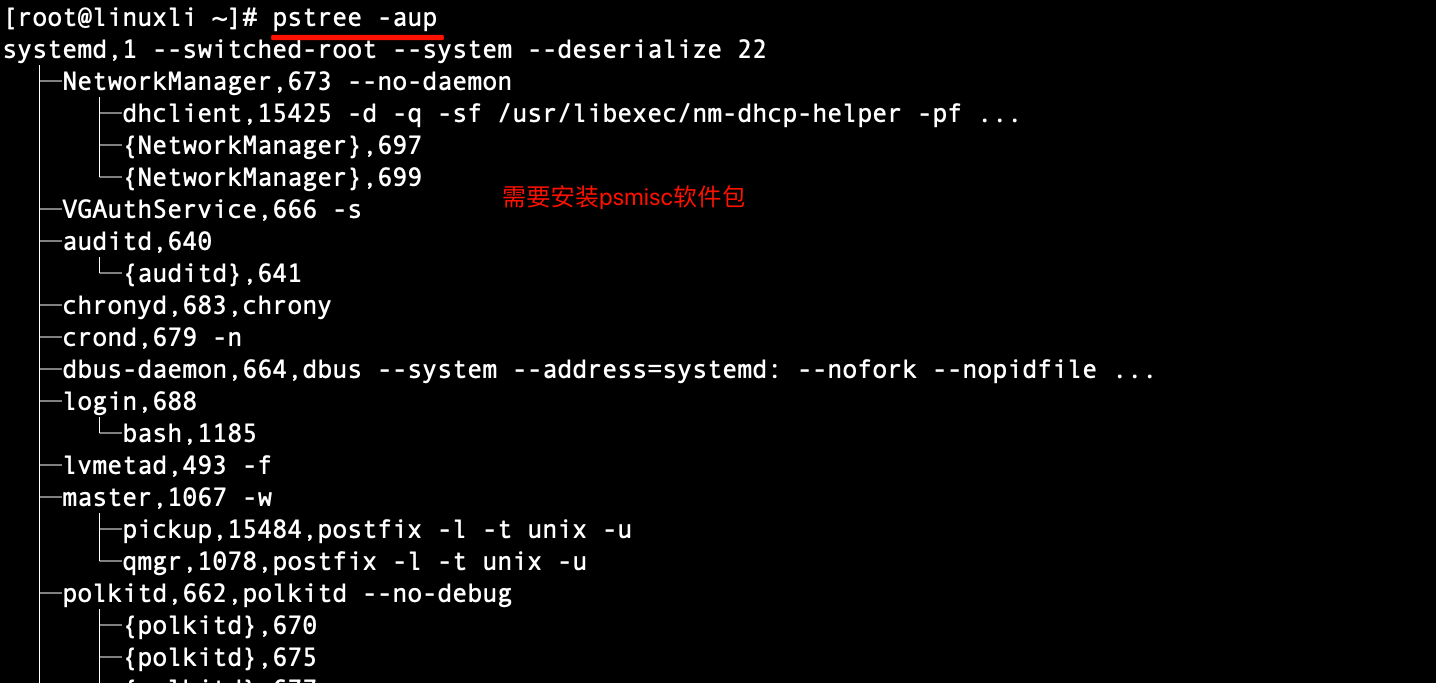 [root@linuxli ~]# pstree -aup
systemd,1 --switched-root --system --deserialize 22
├─NetworkManager,673 --no-daemon
│   ├─dhclient,15425 -d -q -sf /usr/libexec/nm-dhcp-helper -pf ...
│   ├─{NetworkManager},697
│   └─{NetworkManager},699
需要安装psmisc软件包
├─VGAuthService,666 -s
├─auditd,640
│   └─{auditd},641
├─chronyd,683,chrony
├─crond,679 -n
├─dbus-daemon,664,dbus --system --address=systemd: --nofork --nopidfile ...
├─login,688
│   └─bash,1185
├─lvmetad,493 -f
├─master,1067 -w
│   ├─pickup,15484,postfix -l -t unix -u
│   └─qmgr,1078,postfix -l -t unix -u
├─polkitd,662,polkitd --no-debug
│   ├─{polkitd},670
│   ├─{polkitd},675